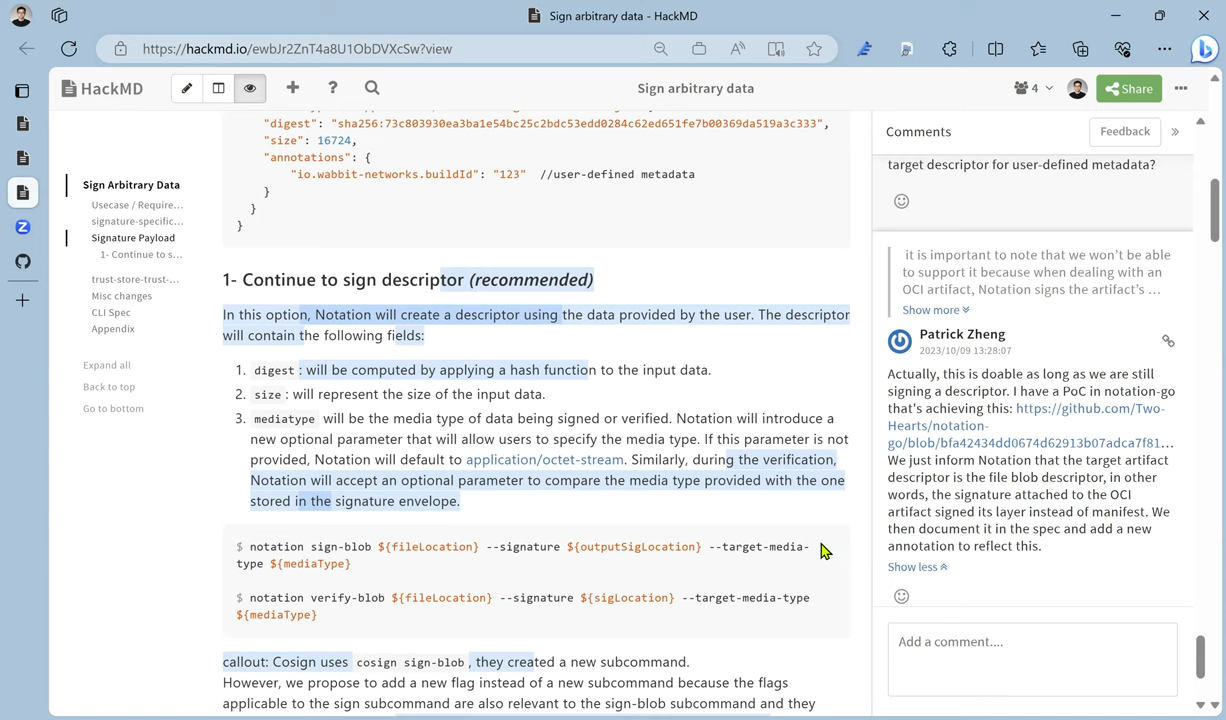 Sign arbitrary data - HackMD
https://hackmd.io/ewbJr2ZnT4a8U1ObDVXcSw?view
HackMD
Sign arbitrary data
4
Share
Sign Arbitrary Data
Usecase / Require...
signature-specific...
Signature Payload
1- Continue to s...
trust-store-trust-...
Misc changes
CLI Spec
Appendix
Expand all
Back to top
Go to bottom
"digest": "sha256:73c803930ea3ba1e54bc25c2bdc53edd0284c62ed651fe7b00369da519a3c333",
"size": 16724,
"annotations": {
"io.wabbit-networks.buildId": "123" //user-defined metadata
}
}
}
1- Continue to sign descriptor (recommended)
In this option, Notation will create a descriptor using the data provided by the user. The descriptor
will contain the following fields:
1. digest : will be computed by applying a hash function to the input data.
2. size : will represent the size of the input data.
3. mediatype will be the media type of data being signed or verified. Notation will introduce a
new optional parameter that will allow users to specify the media type. If this parameter is not
provided, Notation will default to application/octet-stream. Similarly, during the verification,
Notation will accept an optional parameter to compare the media type provided with the one
stored in the signature envelope.
$ notation sign-blob ${fileLocation} --signature ${outputSigLocation} --target-media-
type ${mediaType}
$ notation verify-blob ${fileLocation} --signature ${sigLocation} --target-media-type
${mediaType}
callout: Cosign uses cosign sign-blob , they created a new subcommand.
However, we propose to add a new flag instead of a new subcommand because the flags
applicable to the sign subcommand are also relevant to the sign-blob subcommand and they
Comments
Feedback
target descriptor for user-defined metadata?
it is important to note that we won't be able
to support it because when dealing with an
OCI artifact, Notation signs the artifact's ...
Show more
Patrick Zheng
2023/10/09 13:28:07
Actually, this is doable as long as we are still
signing a descriptor. I have a PoC in notation-go
that's achieving this: https://github.com/Two-
Hearts/notation-
go/blob/bfa42434dd0674d62913b07adca7f81...
We just inform Notation that the target artifact
descriptor is the file blob descriptor, in other
words, the signature attached to the OCI
artifact signed its layer instead of manifest. We
then document it in the spec and add a new
annotation to reflect this.
Show less
Add a comment....